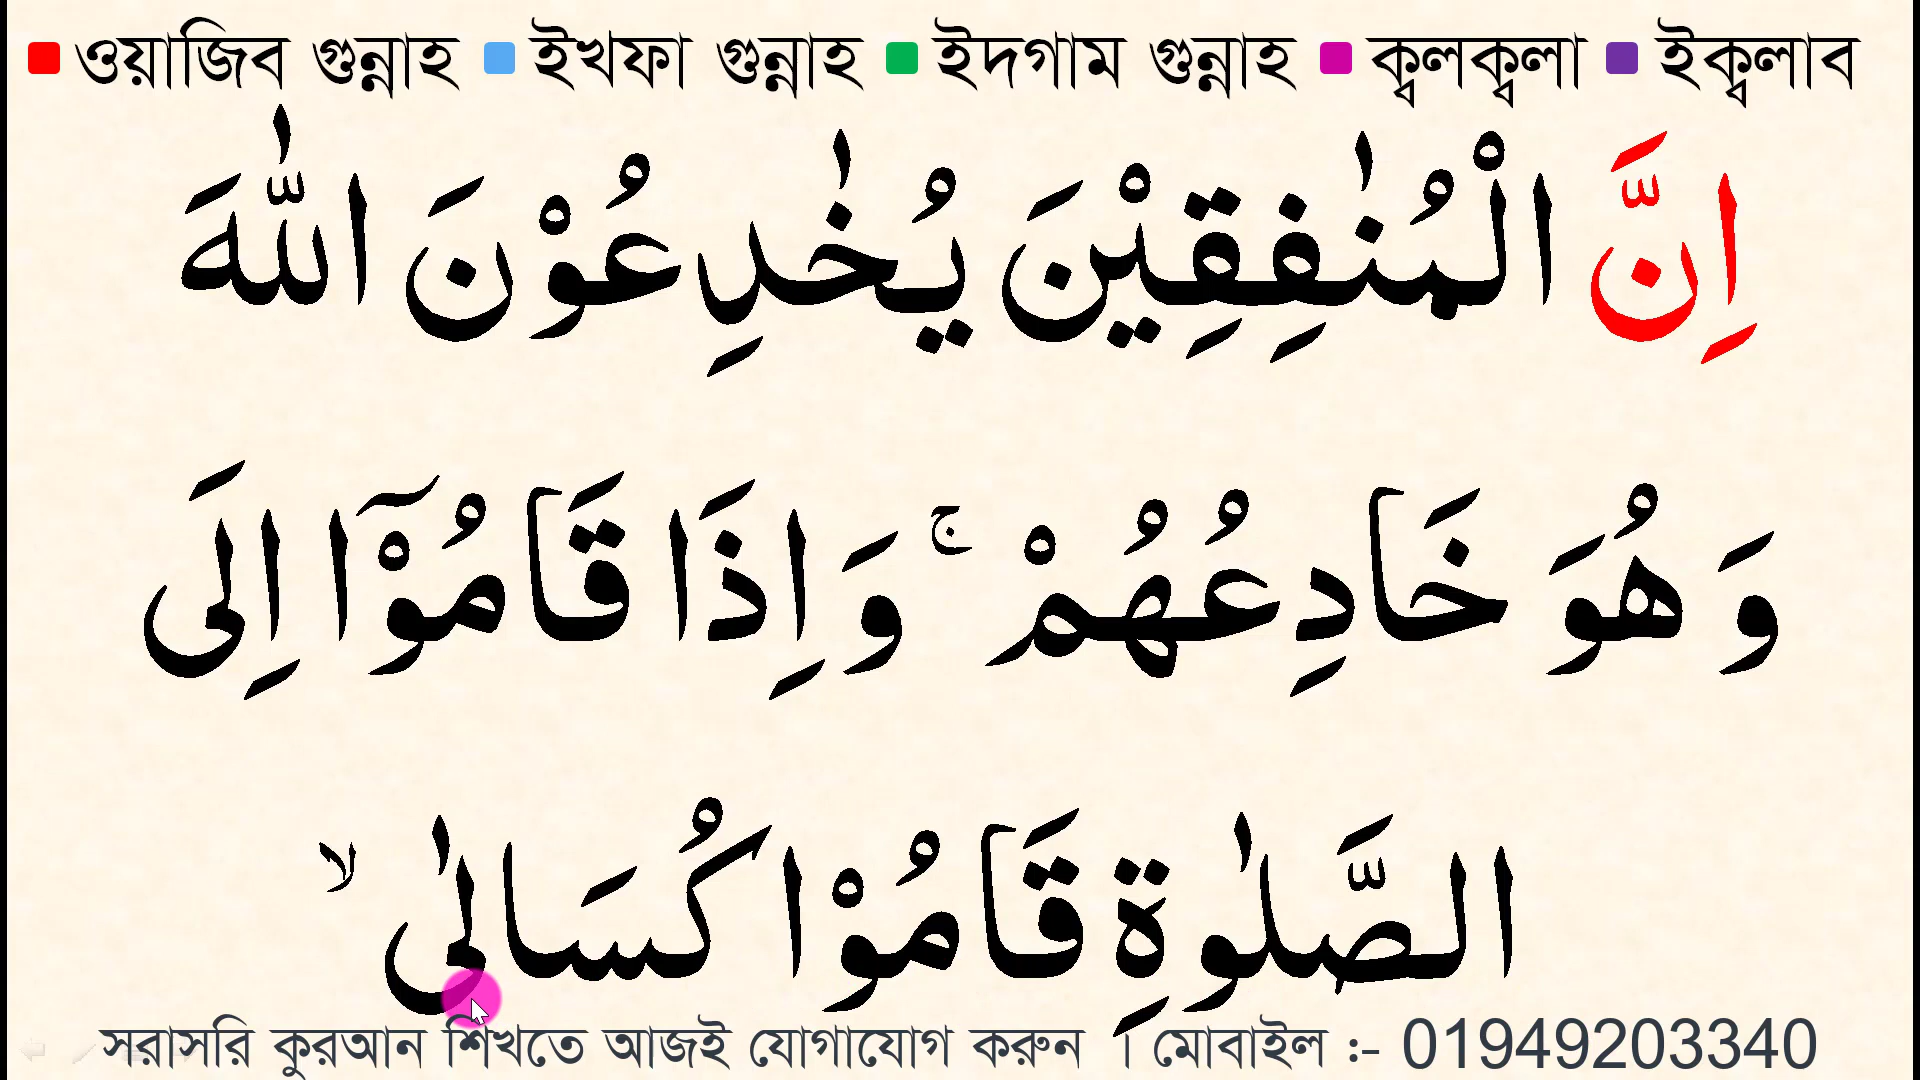 ওয়াজিব গুন্নাহ ইখফা গুন্নাহ ইদগাম গুন্নাহ ক্বলক্বলা ইক্বলাব
اِنَّ الْمُنٰفِقِيْنَ يُخٰدِعُوْنَ اللّٰهَ
وَهُوَ خَادِعُهُمْ ۚ وَاِذَا قَامُوْۤا اِلَى
الصَّلٰوةِ قَامُوْا كُسَالٰى ۙ
সরাসরি কুরআন শিখতে আজই যোগাযোগ করুন । মোবাইল :- 01949203340